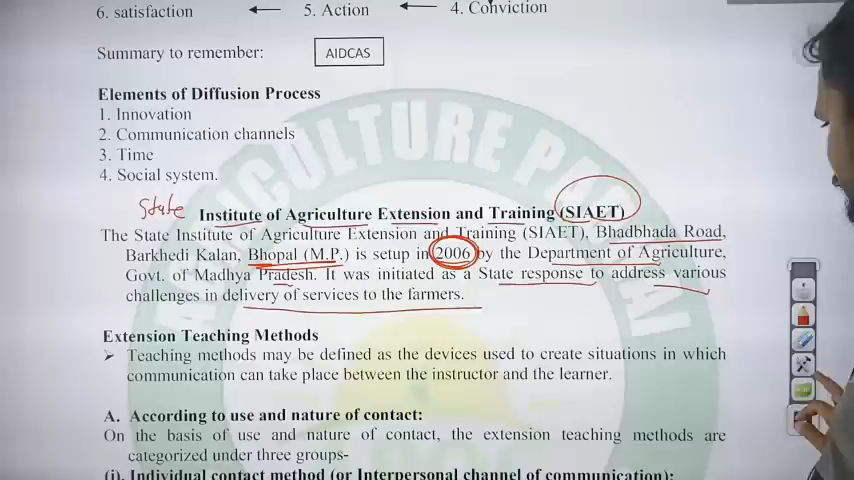 6. satisfaction ← 5. Action ← 4. Conviction
Summary to remember: AIDCAS
Elements of Diffusion Process
1. Innovation
2. Communication channels
3. Time
4. Social system.
State Institute of Agriculture Extension and Training (SIAET)
The State Institute of Agriculture Extension and Training (SIAET), Bhadbhada Road,
Barkhedi Kalan, Bhopal (M.P.) is setup in 2006 by the Department of Agriculture,
Govt. of Madhya Pradesh. It was initiated as a State response to address various
challenges in delivery of services to the farmers.
Extension Teaching Methods
➢ Teaching methods may be defined as the devices used to create situations in which
communication can take place between the instructor and the learner.
A. According to use and nature of contact:
On the basis of use and nature of contact, the extension teaching methods are
categorized under three groups-
(i). Individual contact method (or Interpersonal channel of communication):
AGRICULTURE PATHSHALA